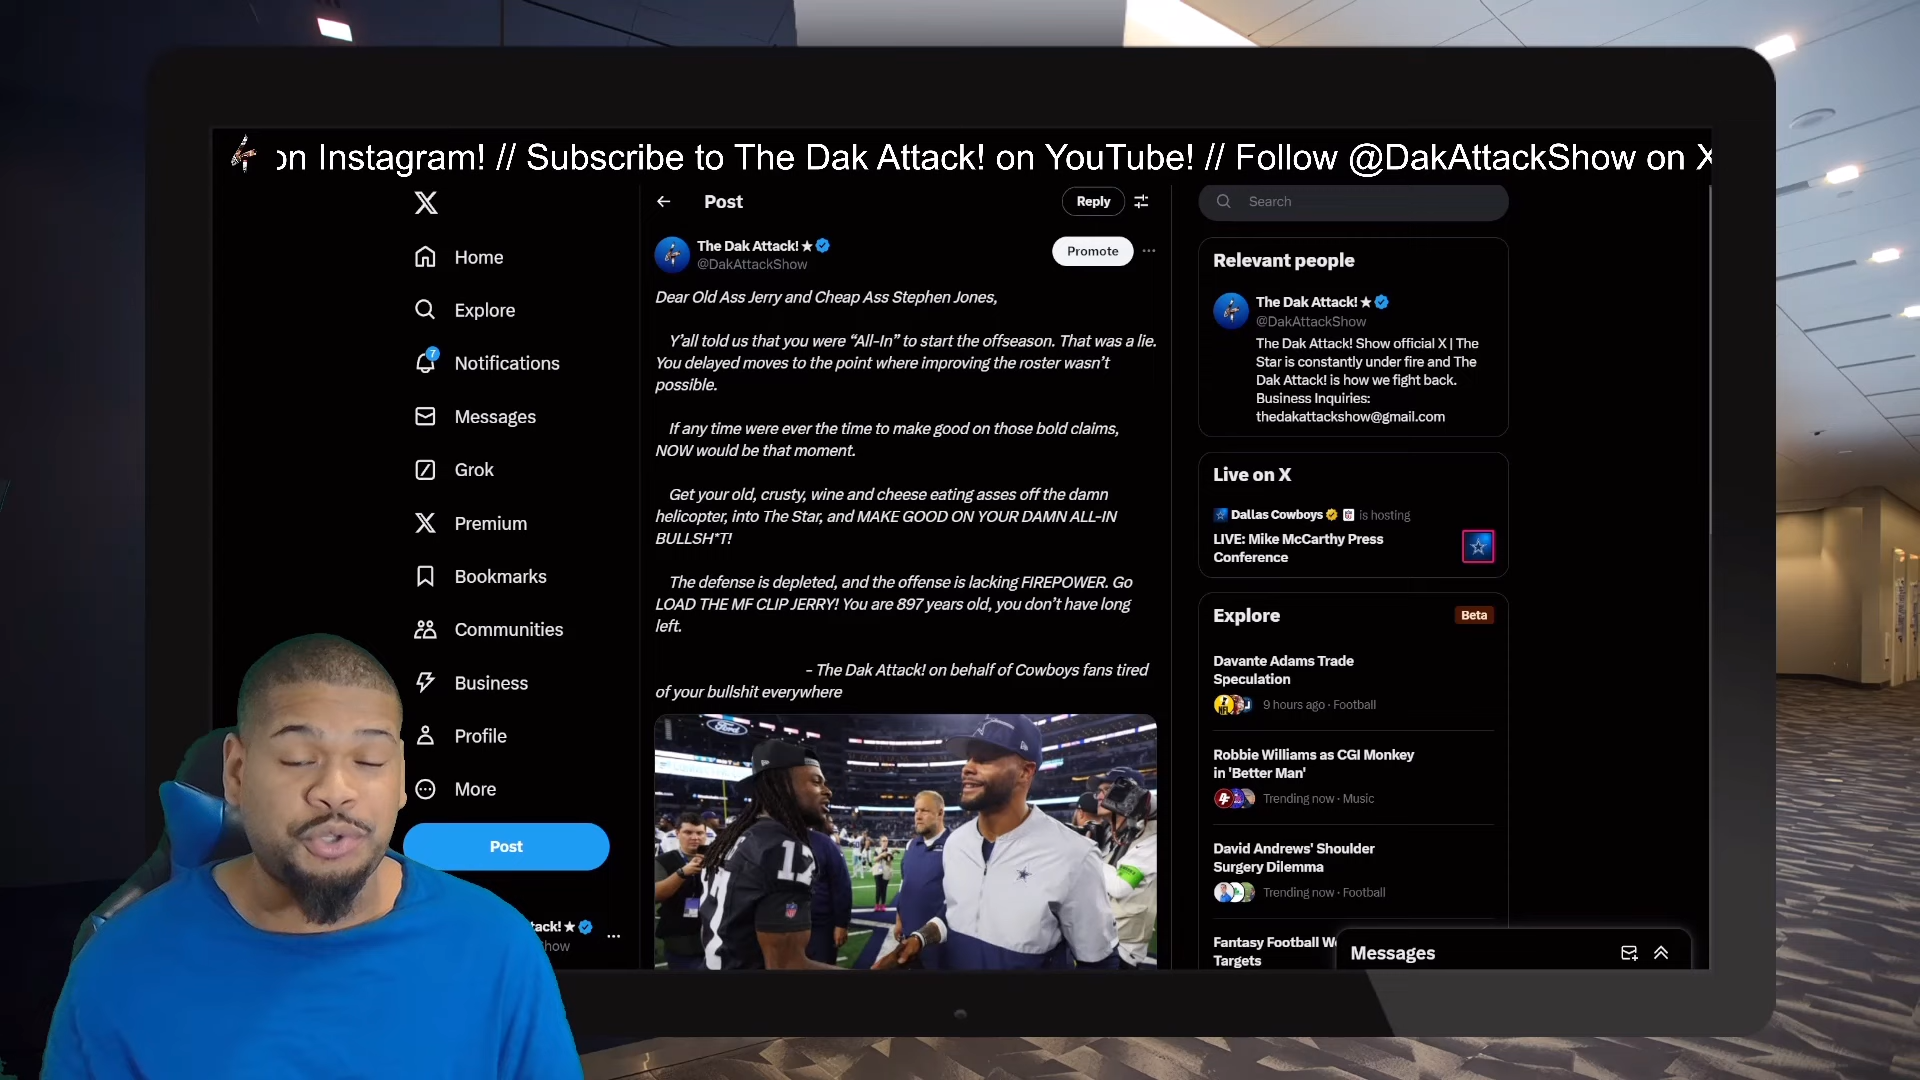 on Instagram! // Subscribe to The Dak Attack! on YouTube! // Follow @DakAttackShow on X
Home
Explore
7
Notifications
Messages
Grok
Premium
Bookmarks
Communities
Business
Profile
More
Post
tack!★
how
Post
Reply
The Dak Attack!★
@DakAttackShow
Promote
Dear Old Ass Jerry and Cheap Ass Stephen Jones,
Y’all told us that you were “All-In” to start the offseason. That was a lie.
You delayed moves to the point where improving the roster wasn’t
possible.
If any time were ever the time to make good on those bold claims,
NOW would be that moment.
Get your old, crusty, wine and cheese eating asses off the damn
helicopter, into The Star, and MAKE GOOD ON YOUR DAMN ALL-IN
BULLSH*T!
The defense is depleted, and the offense is lacking FIREPOWER. Go
LOAD THE MF CLIP JERRY! You are 897 years old, you don’t have long
left.
– The Dak Attack! on behalf of Cowboys fans tired
of your bullshit everywhere
Ford
17
17
Search
Relevant people
The Dak Attack!★
@DakAttackShow
The Dak Attack! Show official X | The
Star is constantly under fire and The
Dak Attack! is how we fight back.
Business Inquiries:
thedakattackshow@gmail.com
Live on X
Dallas Cowboys is hosting
LIVE: Mike McCarthy Press
Conference
Explore
Beta
Davante Adams Trade
Speculation
9 hours ago · Football
Robbie Williams as CGI Monkey
in 'Better Man'
Trending now · Music
David Andrews' Shoulder
Surgery Dilemma
Trending now · Football
Fantasy Football W
Targets
Messages